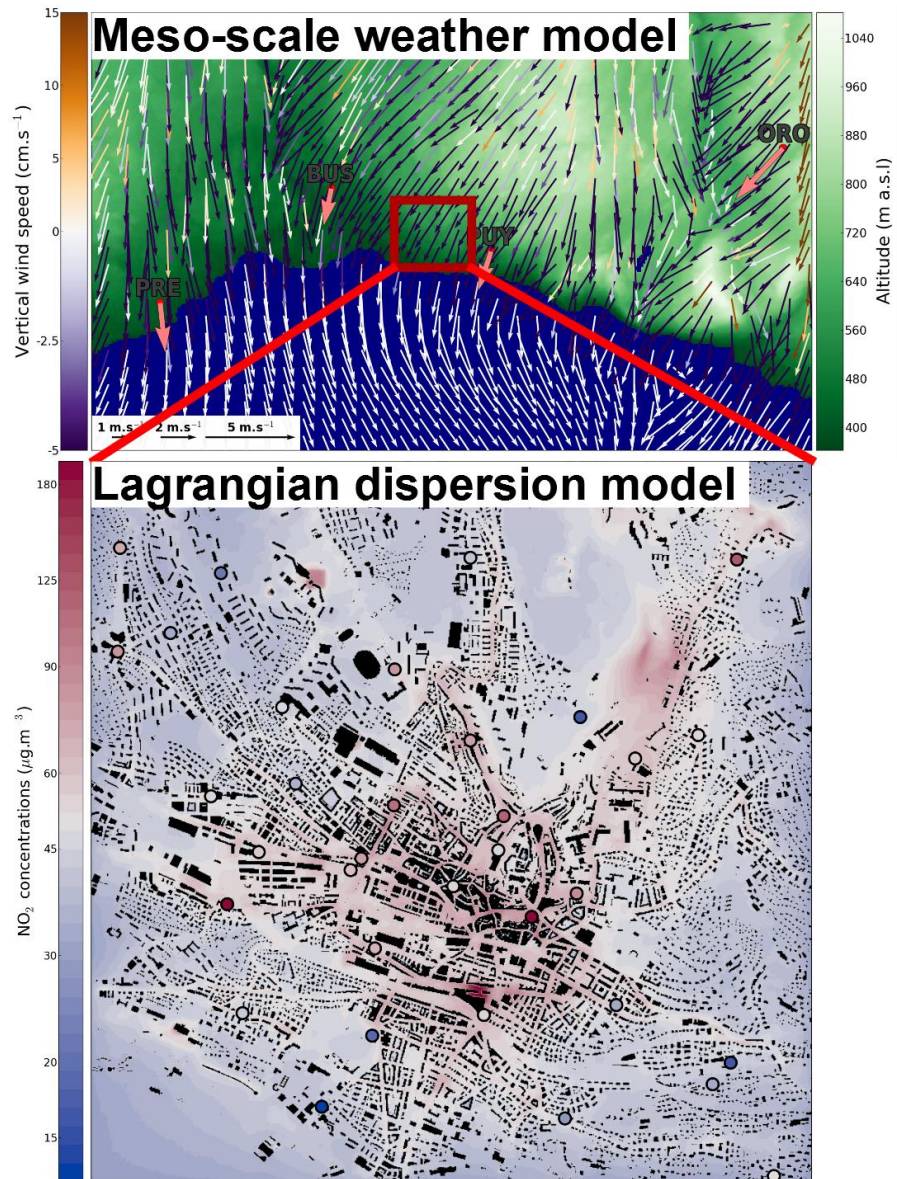 Meso-scale weather model
15
10
5
0
-2.5
-5
Vertical wind speed (cm.s⁻¹)
BUS
ORO
PUY
PRE
1 m.s⁻¹ 2 m.s⁻¹ 5 m.s⁻¹
1040
960
880
800
720
640
560
480
400
Altitude (m a.s.l)
Lagrangian dispersion model
180
125
90
60
45
30
20
15
NO₂ concentrations (μg.m ³)